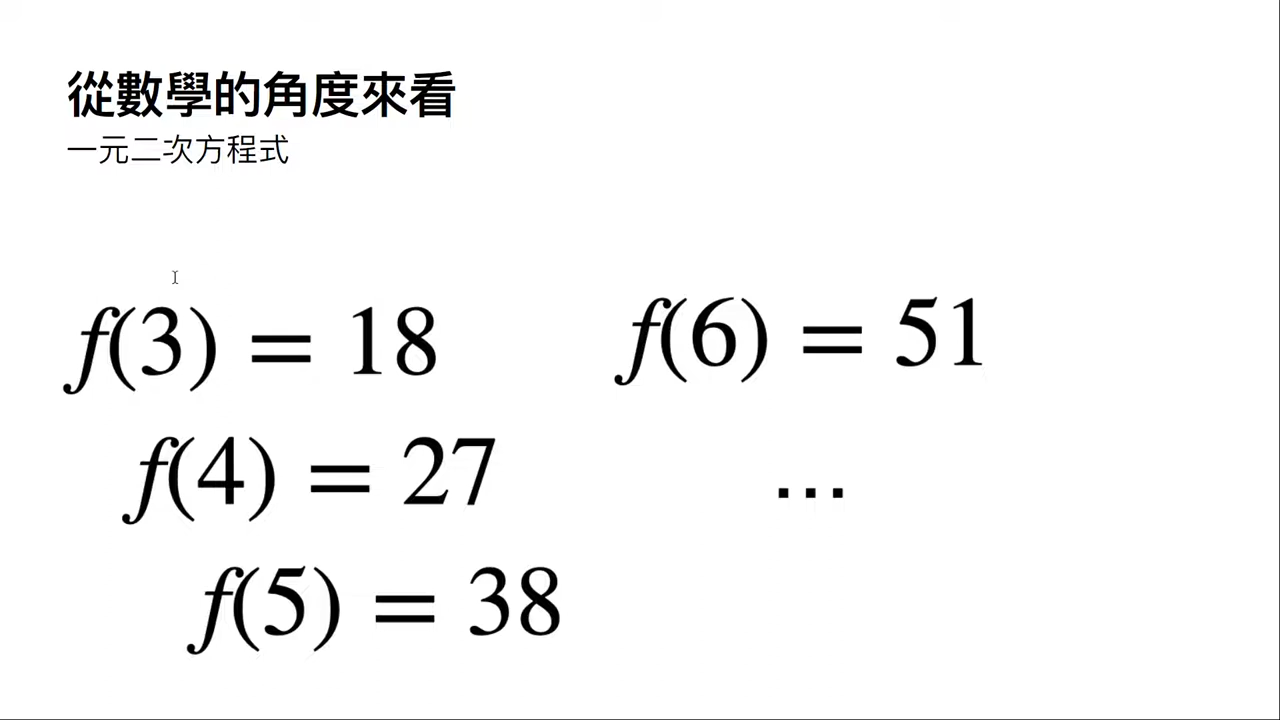 從數學的角度來看
一元二次方程式
f(3) = 18
f(4) = 27
f(5) = 38
f(6) = 51
...